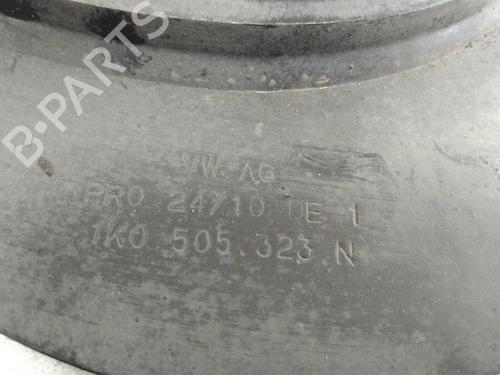 B-PARTS
VW AG
PRO 24/10 DE 1
1K0 505.323 N